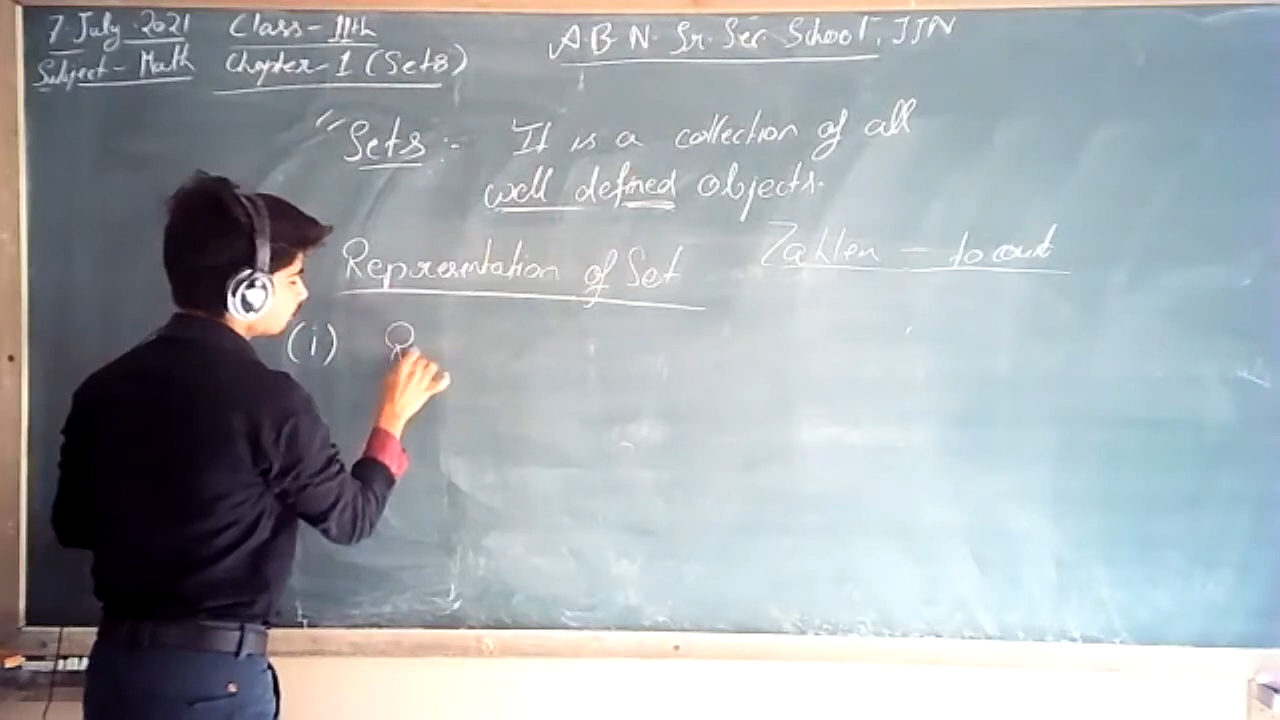 7 July 2021 Class-11th A.B.N. Sr. Sec School, JJN
Subject- Math Chapter-1 (Sets)
"Sets :- It is a collection of all
well defined objects.
Representation of Set Zahlen — to count
(i) R